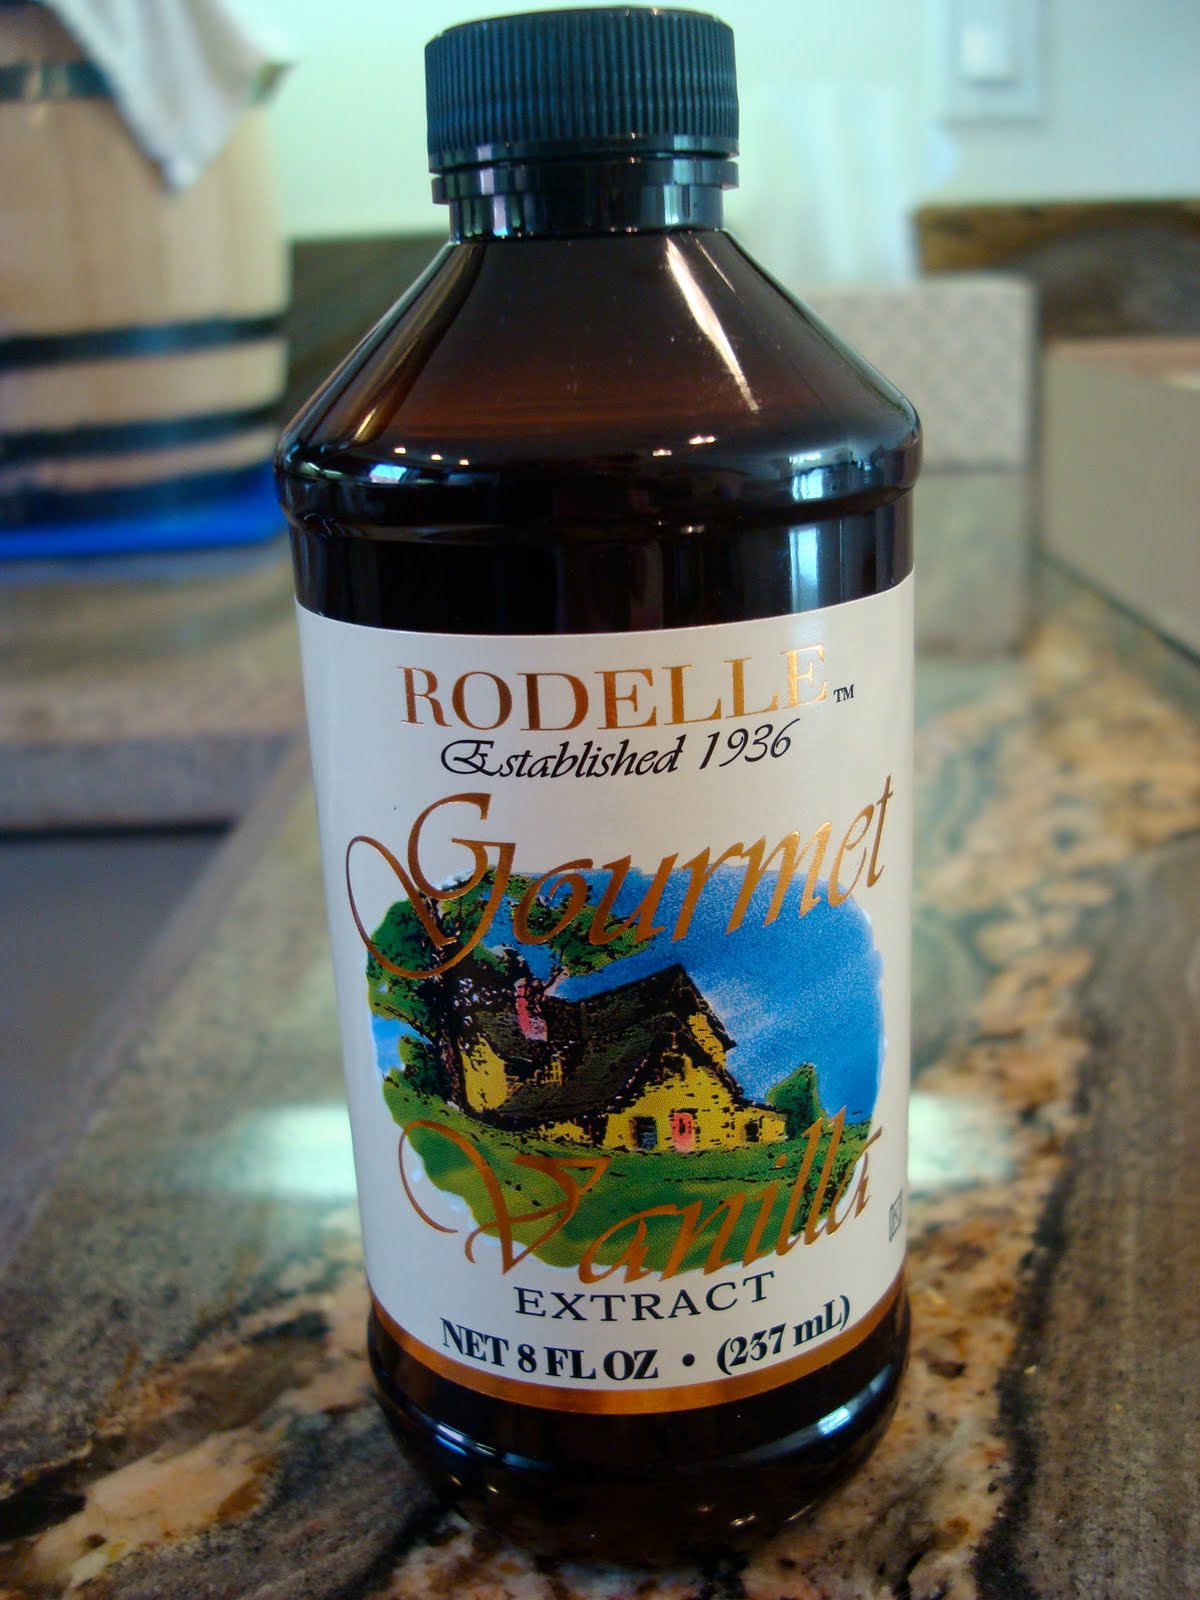 RODELLE™
Established 1936
Gourmet
Vanilla
K
EXTRACT
NET 8 FL OZ • (237 mL)